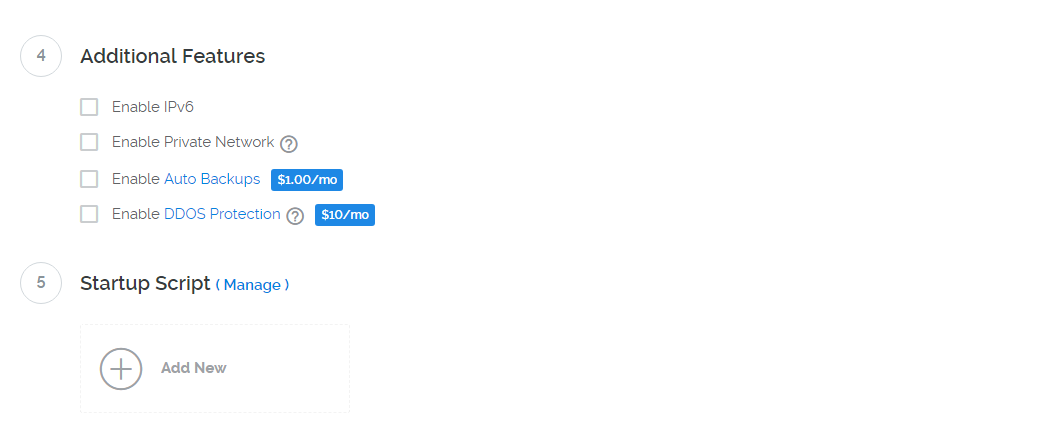 4 Additional Features
Enable IPv6
Enable Private Network ?
Enable Auto Backups $1.00/mo
Enable DDOS Protection ? $10/mo
5 Startup Script ( Manage )
Add New